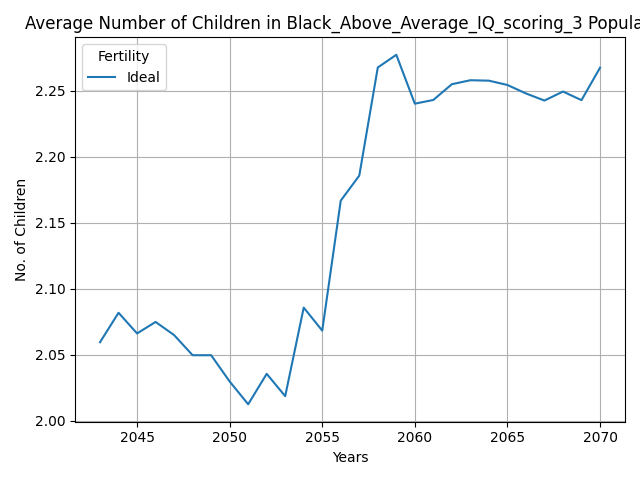 Average Number of Children in Black_Above_Average_IQ_scoring_3 Popula
Fertility
Ideal
No. of Children
2.25
2.20
2.15
2.10
2.05
2.00
2045 2050 2055 2060 2065 2070
Years